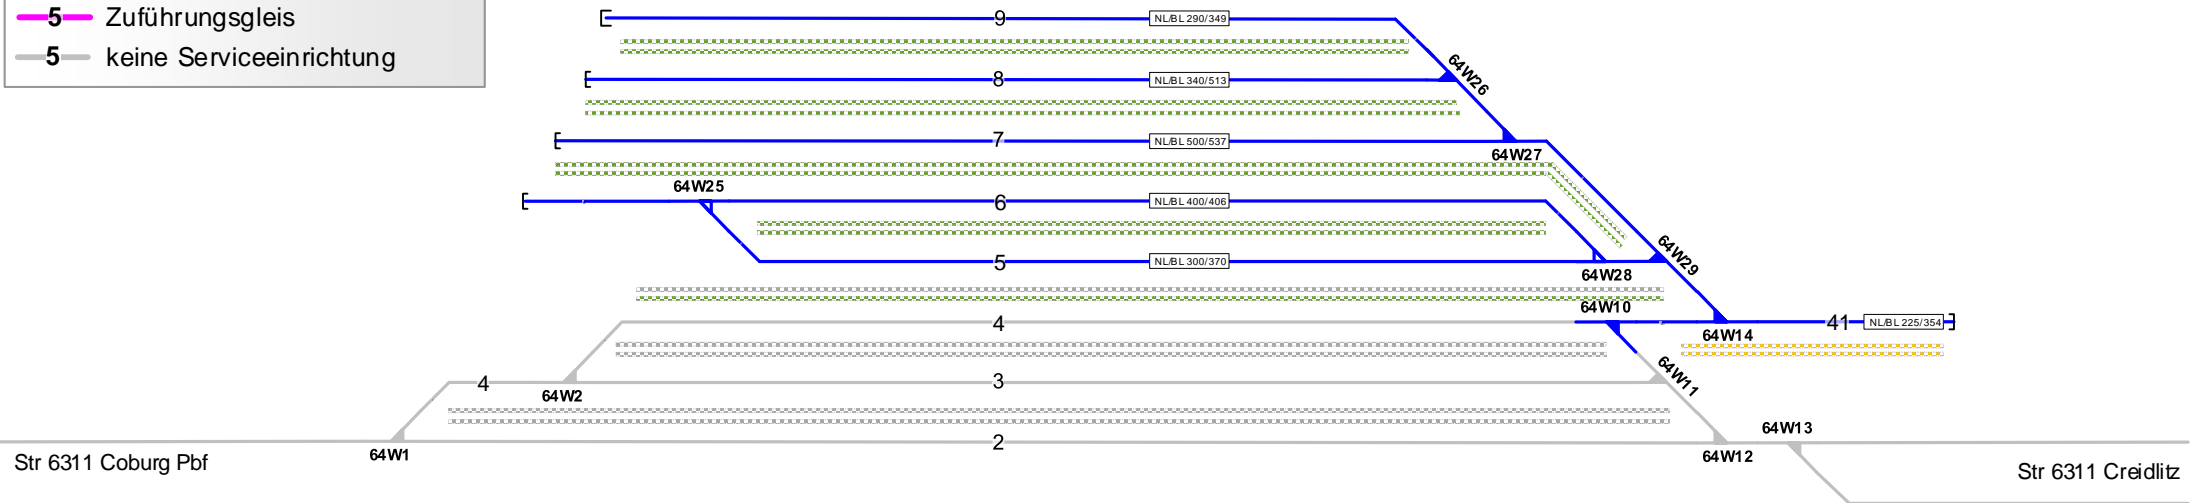 5 Zuführungsgleis
5 keine Serviceeinrichtung
9 NL/BL 290/349
64W26
8 NL/BL 340/513
7 NL/BL 500/537
64W27
64W25
6 NL/BL 400/406
64W29
5 NL/BL 300/370
64W28
64W10
4 41 NL/BL 225/354
64W14
64W11
4 3
64W2
64W13
2
64W1 64W12
Str 6311 Coburg Pbf
Str 6311 Creidlitz